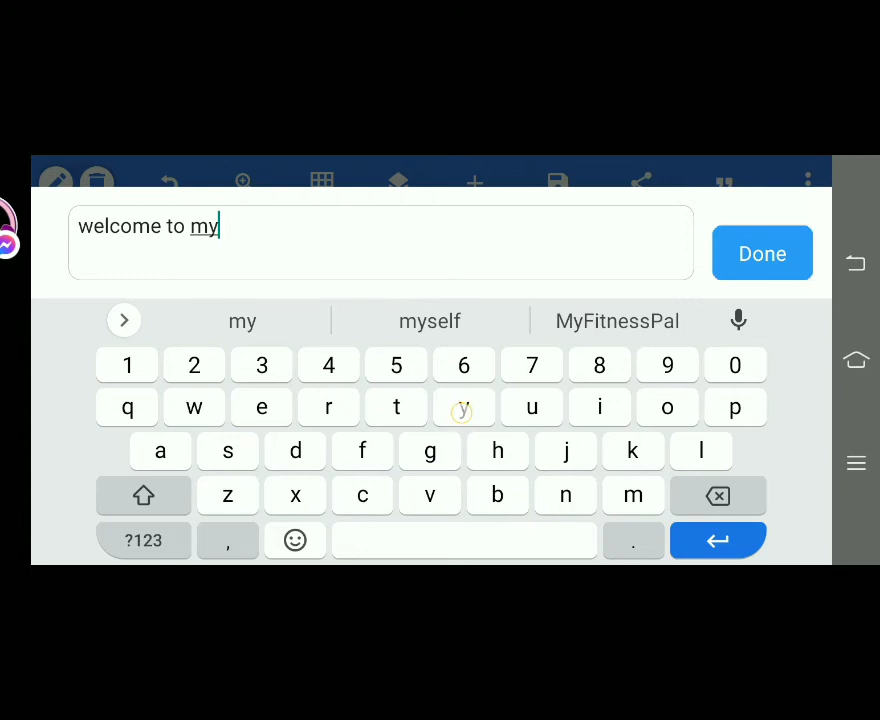 welcome to my
Done
my myself MyFitnessPal
1 2 3 4 5 6 7 8 9 0
q w e r t y u i o p
a s d f g h j k l
z x c v b n m
?123 , .